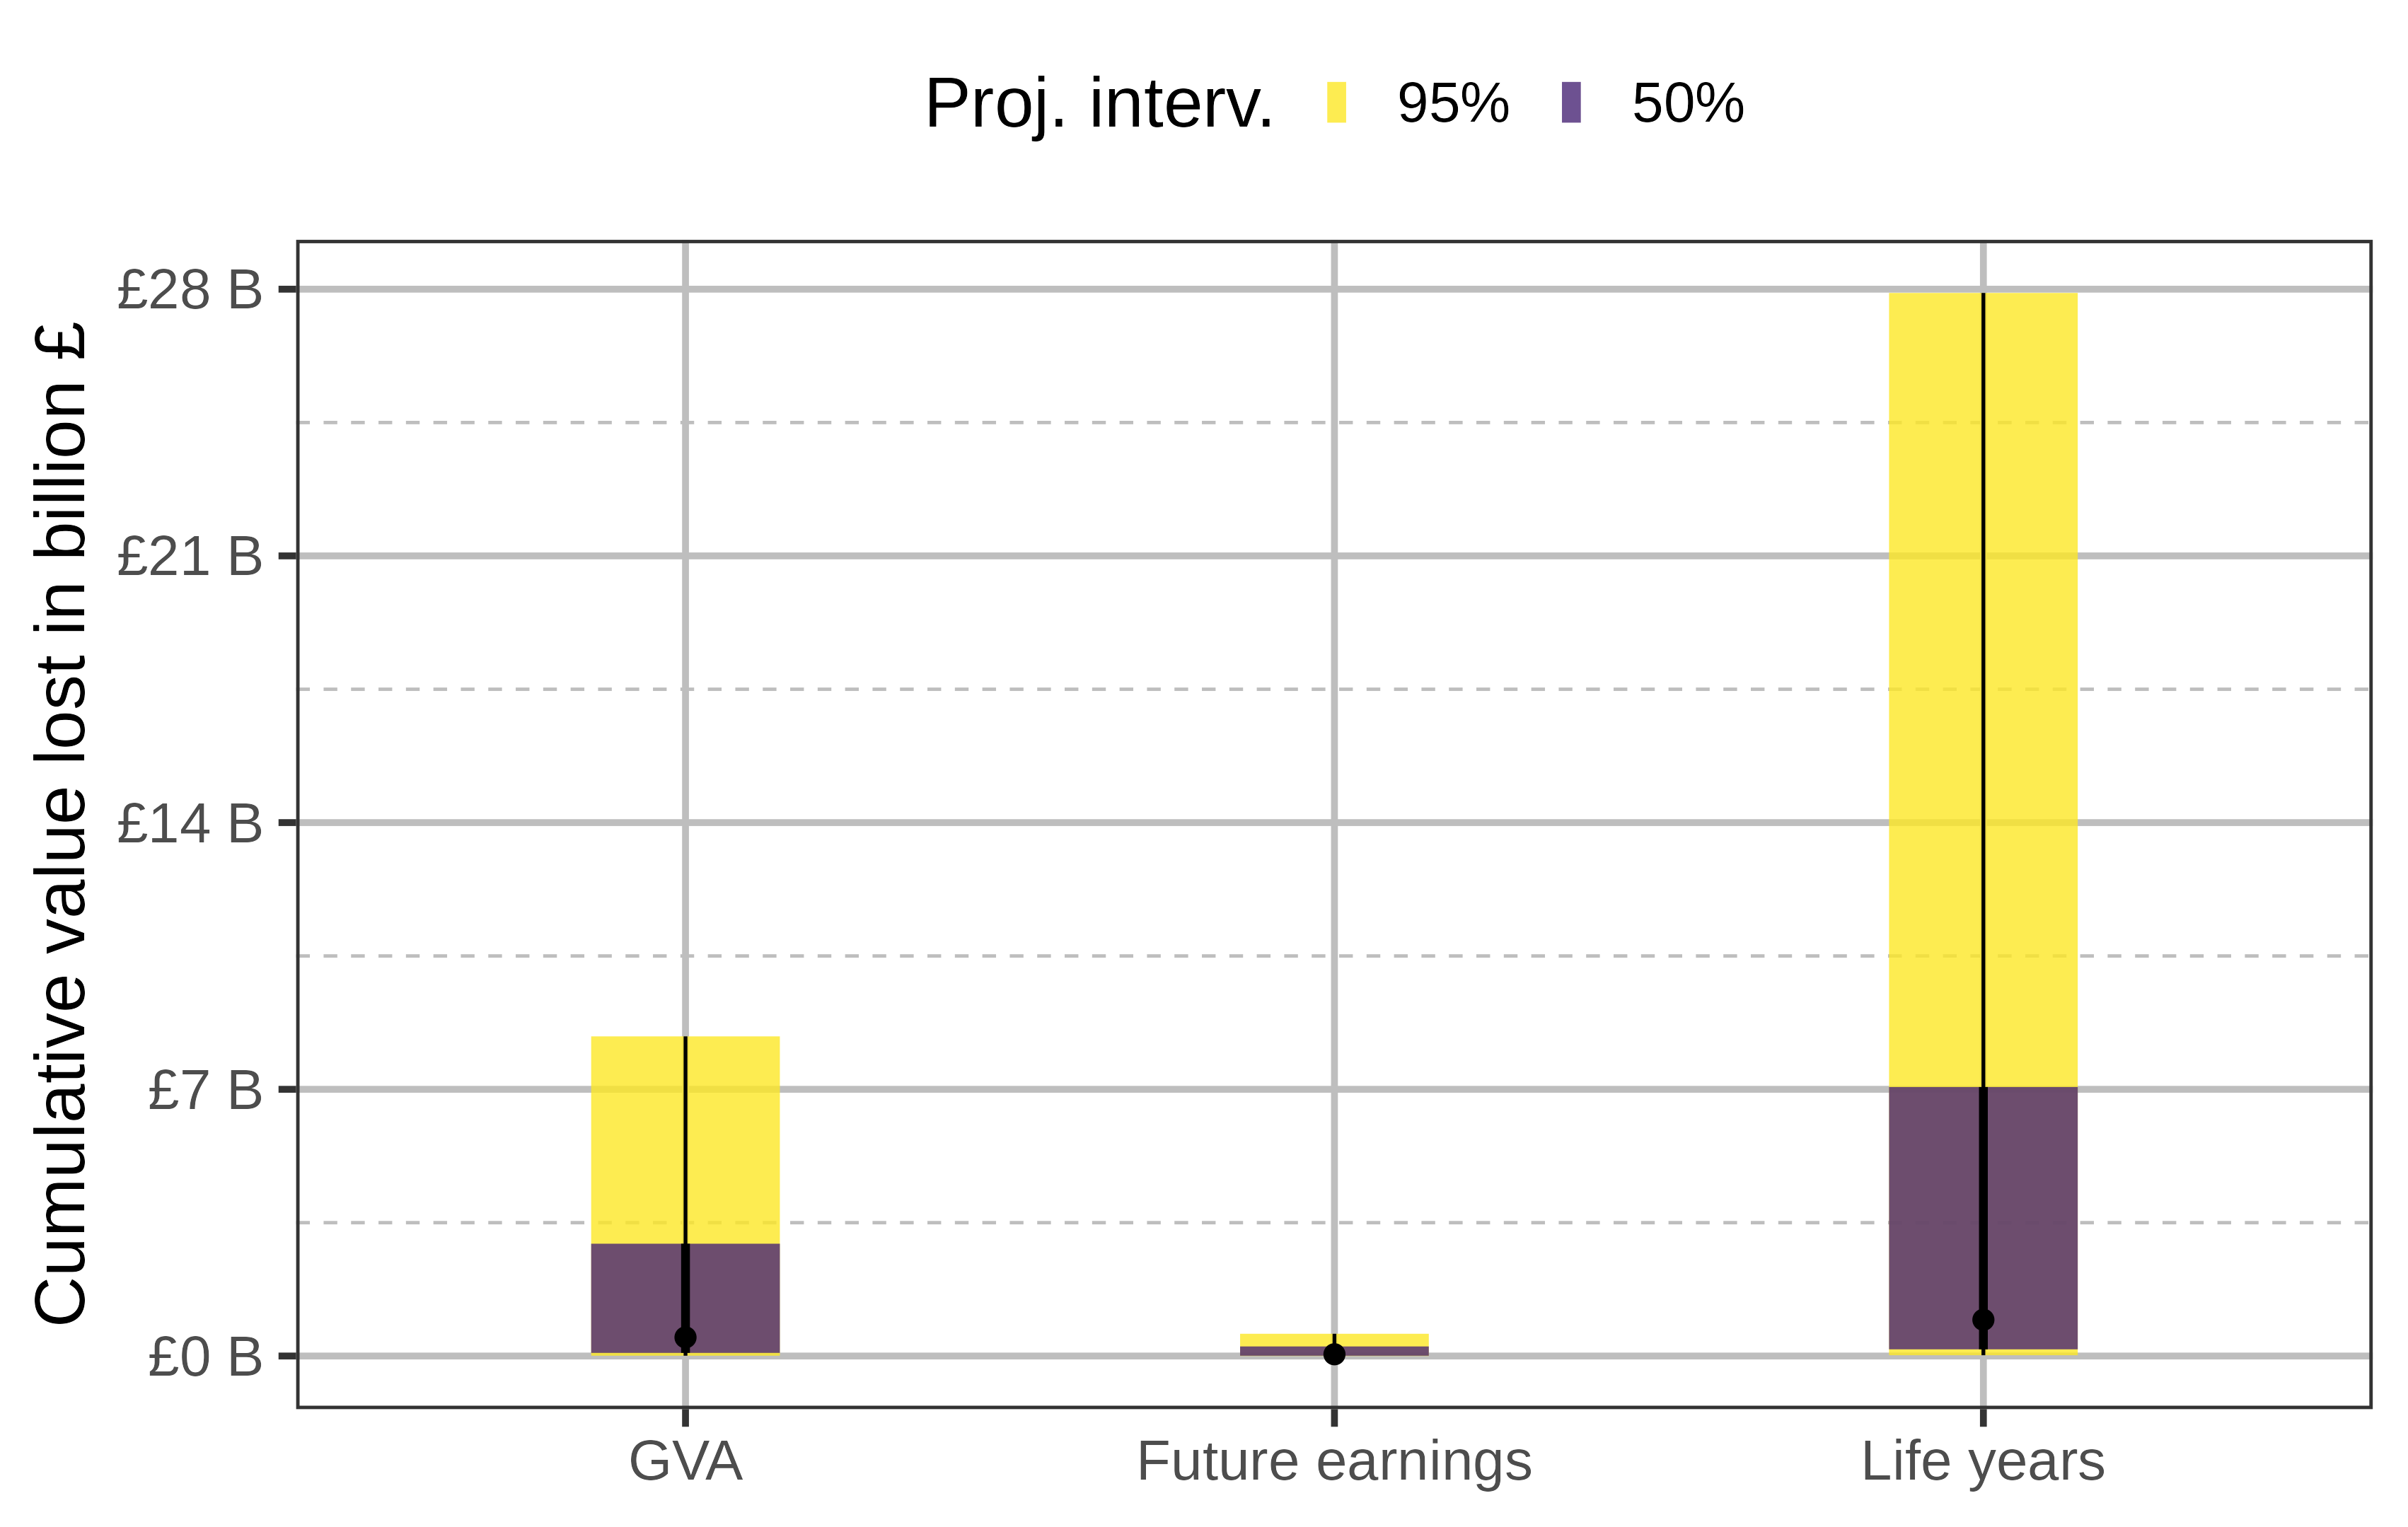 Proj. interv. 95% 50%
Cumulative value lost in billion £
£28 B
£21 B
£14 B
£7 B
£0 B
GVA Future earnings Life years